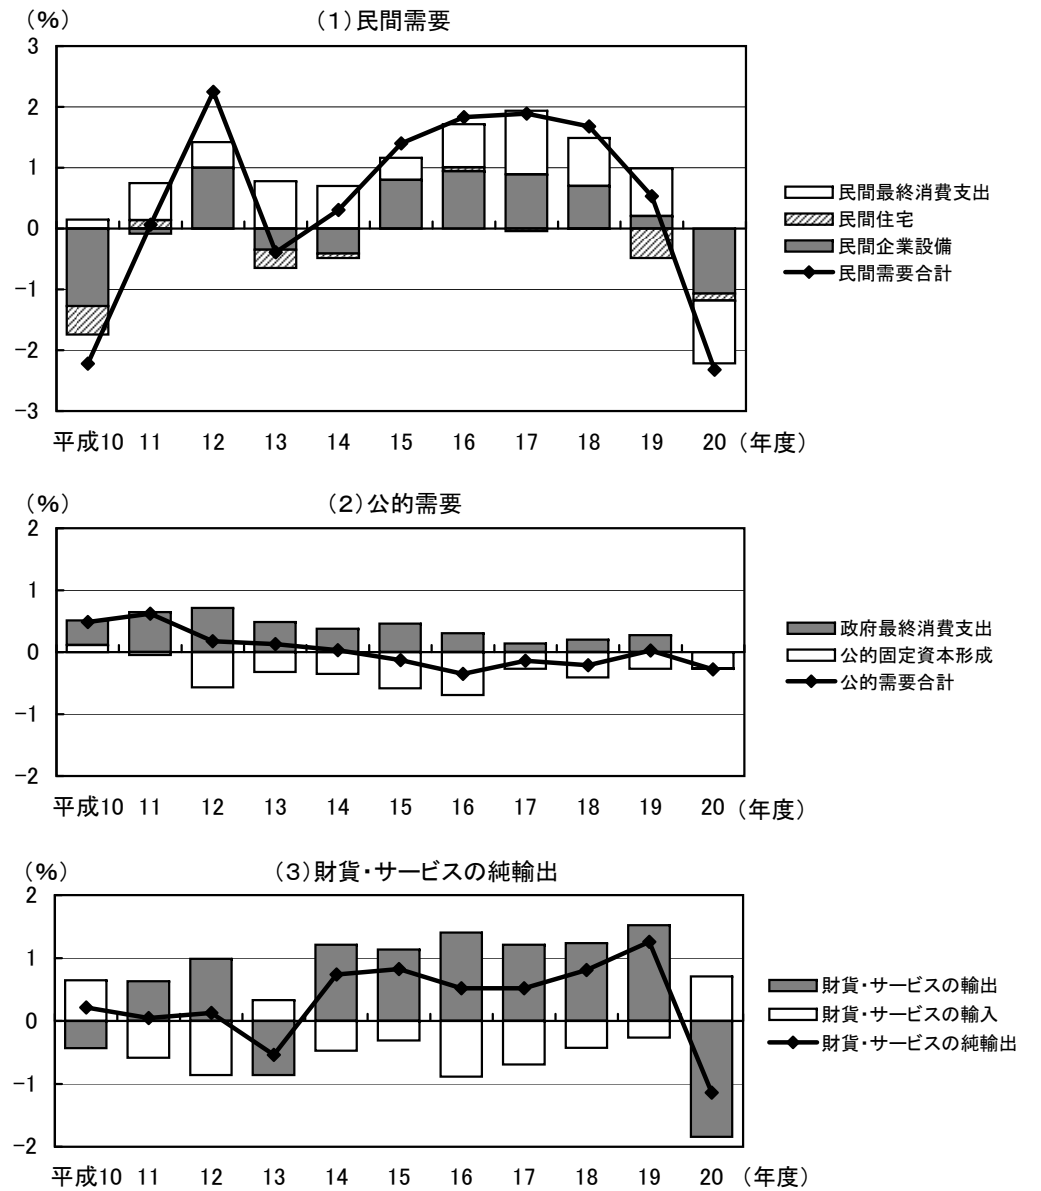 （％）
（１）民間需要
3
2
1
0
−1
−2
−3
平成10 11 12 13 14 15 16 17 18 19 20 （年度）
民間最終消費支出
民間住宅
民間企業設備
民間需要合計
（％）
（２）公的需要
2
1
0
−1
−2
平成10 11 12 13 14 15 16 17 18 19 20 （年度）
政府最終消費支出
公的固定資本形成
公的需要合計
（％）
（３）財貨・サービスの純輸出
2
1
0
−1
−2
平成10 11 12 13 14 15 16 17 18 19 20 （年度）
財貨・サービスの輸出
財貨・サービスの輸入
財貨・サービスの純輸出